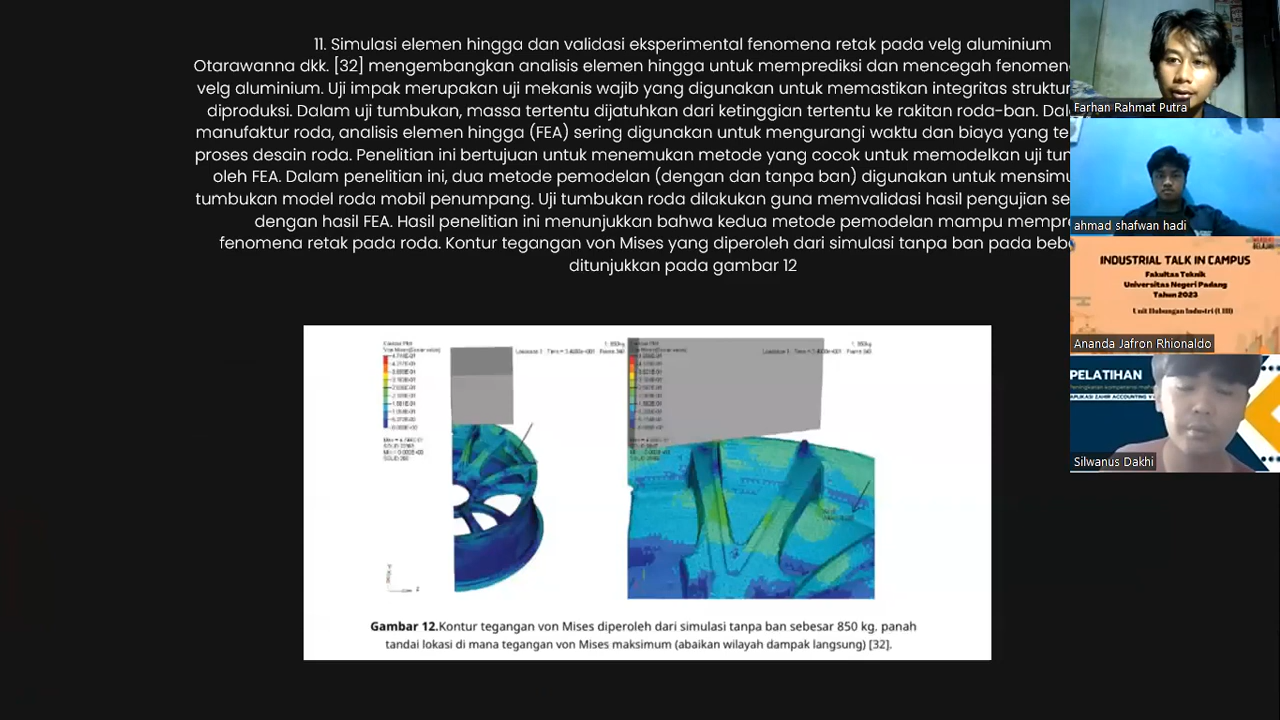 11. Simulasi elemen hingga dan validasi eksperimental fenomena retak pada velg aluminium
Otarawanna dkk. [32] mengembangkan analisis elemen hingga untuk memprediksi dan mencegah
velg aluminium. Uji impak merupakan uji mekanis wajib yang digunakan untuk memastikan integritas
diproduksi. Dalam uji tumbukan, massa tertentu dijatuhkan dari ketinggian tertentu ke rakitan roda-ban.
manufaktur roda, analisis elemen hingga (FEA) sering digunakan untuk mengurangi waktu dan biaya yang
proses desain roda. Penelitian ini bertujuan untuk menemukan metode yang cocok untuk memodelkan uji
oleh FEA. Dalam penelitian ini, dua metode pemodelan (dengan dan tanpa ban) digunakan untuk
tumbukan model roda mobil penumpang. Uji tumbukan roda dilakukan guna memvalidasi hasil pengujian
dengan hasil FEA. Hasil penelitian ini menunjukkan bahwa kedua metode pemodelan mampu
fenomena retak pada roda. Kontur tegangan von Mises yang diperoleh dari simulasi tanpa ban pada
ditunjukkan pada gambar 12
Gambar 12.Kontur tegangan von Mises diperoleh dari simulasi tanpa ban sebesar 850 kg. panah
tandai lokasi di mana tegangan von Mises maksimum (abaikan wilayah dampak langsung) [32].
Farhan Rahmat Putra
ahmad shafwan hadi
INDUSTRIAL TALK IN CAMPUS
Fakultas Teknik
Universitas Negeri Padang
Tahun 2023
Unit Hubungan Industri (UHI)
Ananda Jafron Rhionaldo
PELATIHAN
Silwanus Dakhi